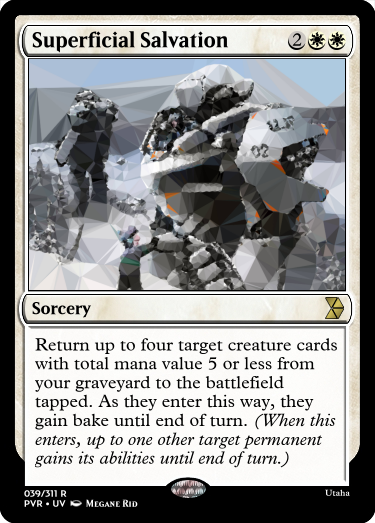 Superficial Salvation 2
Sorcery
Return up to four target creature cards
with total mana value 5 or less from
your graveyard to the battlefield
tapped. As they enter this way, they
gain bake until end of turn. (When this
enters, up to one other target permanent
gains its abilities until end of turn.)
039/311 R
PVR • UV Megane Rid
Utaha